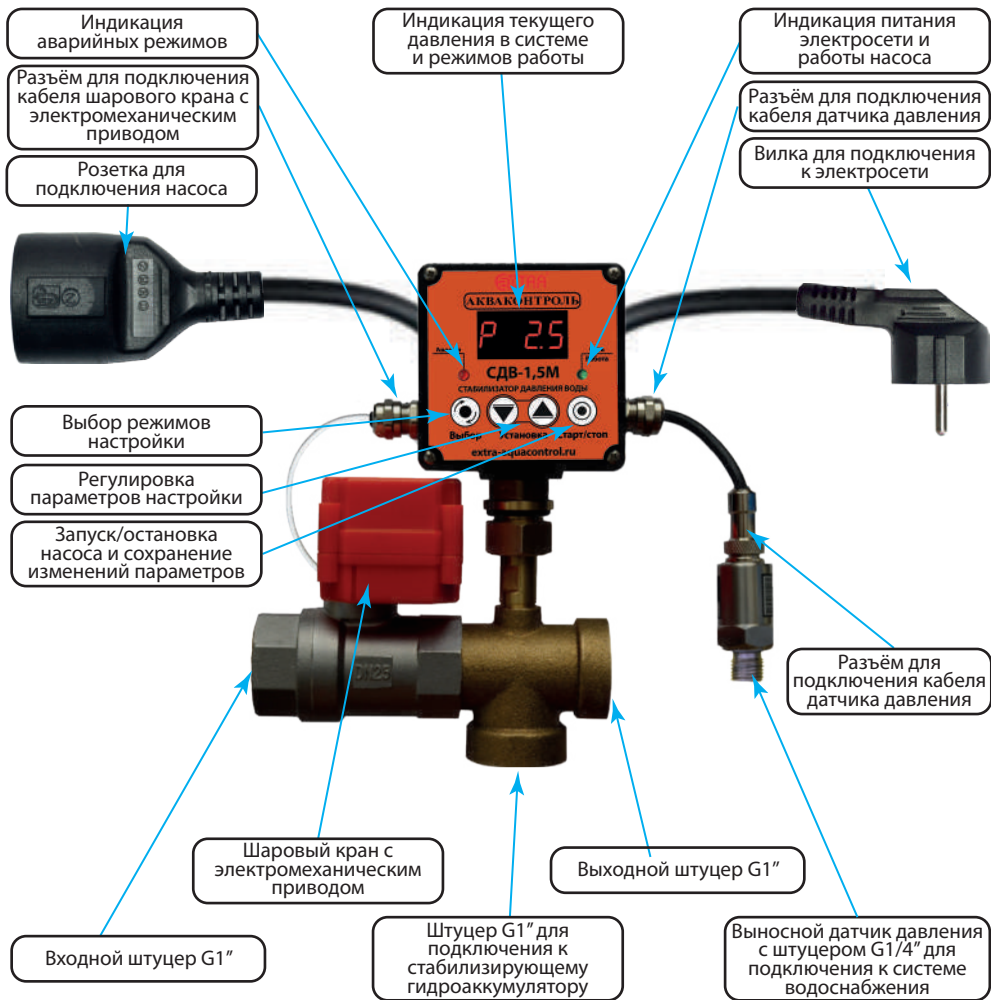 Индикация
аварийных режимов
Индикация текущего
давления в системе
и режимов работы
Индикация питания
электросети и
работы насоса
Разъём для подключения
кабеля шарового крана с
электромеханическим
приводом
Разъём для подключения
кабеля датчика давления
Розетка для
подключения насоса
Вилка для подключения
к электросети
EXTRA
АКВАКОНТРОЛЬ
P 2.5
СДВ-1,5М
СТАБИЛИЗАТОР ДАВЛЕНИЯ ВОДЫ
Выбор Установка Старт/стоп
extra-aquacontrol.ru
Выбор режимов
настройки
Регулировка
параметров настройки
Запуск/остановка
насоса и сохранение
изменений параметров
DN25
Разъём для
подключения кабеля
датчика давления
Шаровый кран с
электромеханическим
приводом
Выходной штуцер G1”
Входной штуцер G1”
Штуцер G1” для
подключения к
стабилизирующему
гидроаккумулятору
Выносной датчик давления
с штуцером G1/4” для
подключения к системе
водоснабжения